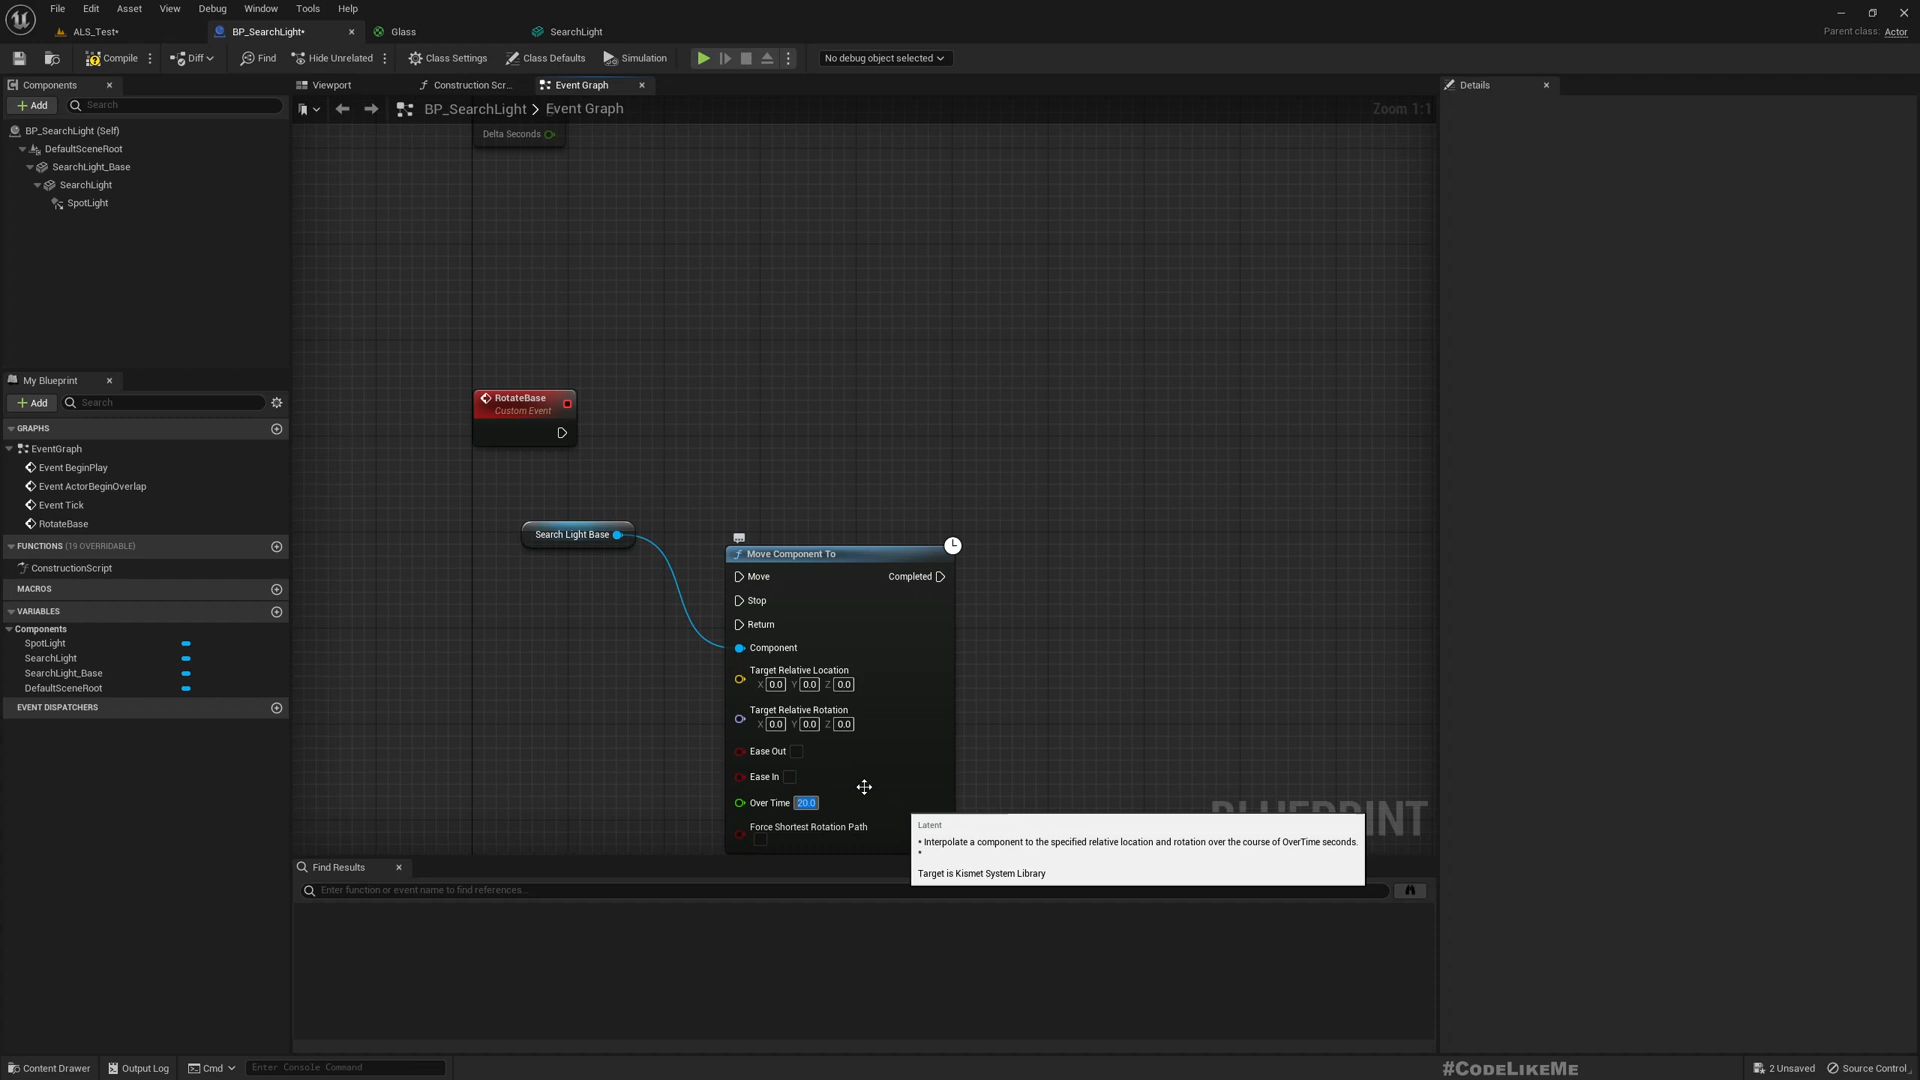 File Edit Asset View Debug Window Tools Help
ALS_Test* BP_SearchLight* Glass SearchLight
Parent class: Actor
Compile Diff Find Hide Unrelated Class Settings Class Defaults Simulation No debug object selected
Components Viewport Construction Scr... Event Graph Details
Add Search
BP_SearchLight > Event Graph Zoom 1:1
BP_SearchLight (Self)
DefaultSceneRoot
SearchLight_Base
SearchLight
SpotLight
Delta Seconds
My Blueprint
Add Search
GRAPHS
EventGraph
Event BeginPlay
Event ActorBeginOverlap
Event Tick
RotateBase
FUNCTIONS (19 OVERRIDABLE)
ConstructionScript
MACROS
VARIABLES
Components
SpotLight
SearchLight
SearchLight_Base
DefaultSceneRoot
EVENT DISPATCHERS
RotateBase
Custom Event
Search Light Base
Move Component To
Move Completed
Stop
Return
Component
Target Relative Location
X 0.0 Y 0.0 Z 0.0
Target Relative Rotation
X 0.0 Y 0.0 Z 0.0
Ease Out
Ease In
Over Time 20.0
Force Shortest Rotation Path
BLUEPRINT
Latent
* Interpolate a component to the specified relative location and rotation over the course of OverTime seconds.
*
Target is Kismet System Library
Find Results
Enter function or event name to find references...
Content Drawer Output Log Cmd Enter Console Command
#CODELIKEME
2 Unsaved Source Control